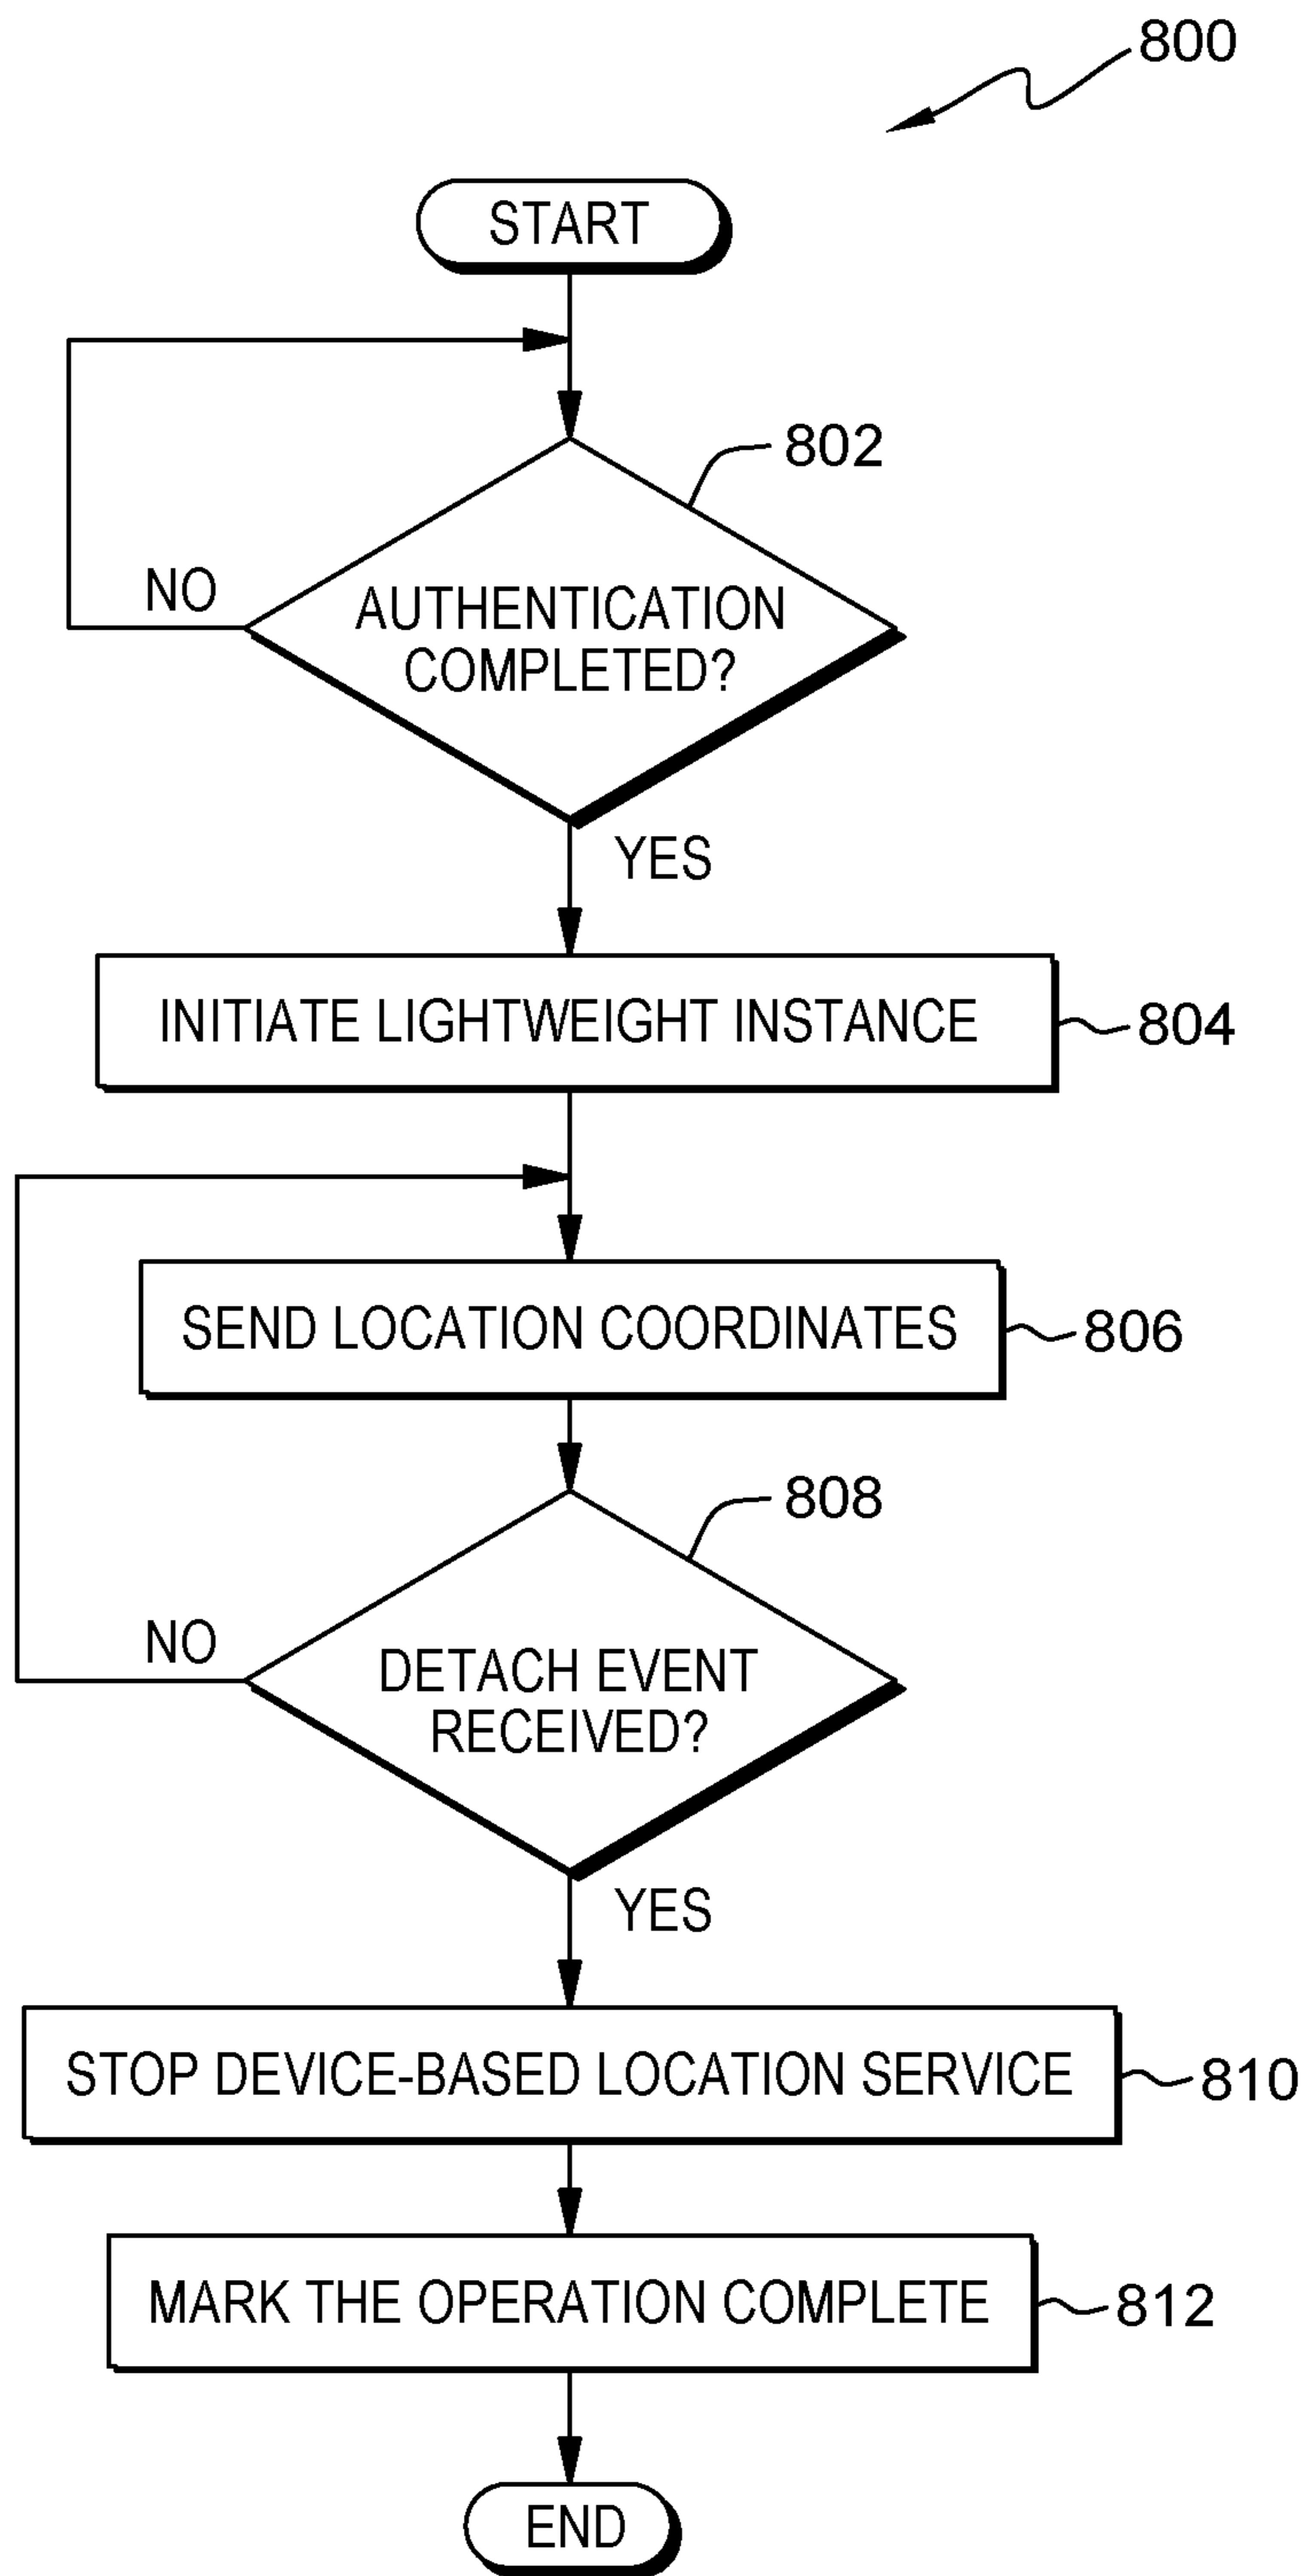 800
START
802
NO
AUTHENTICATION
COMPLETED?
YES
INITIATE LIGHTWEIGHT INSTANCE
804
SEND LOCATION COORDINATES
806
808
NO
DETACH EVENT
RECEIVED?
YES
STOP DEVICE-BASED LOCATION SERVICE
810
MARK THE OPERATION COMPLETE
812
END